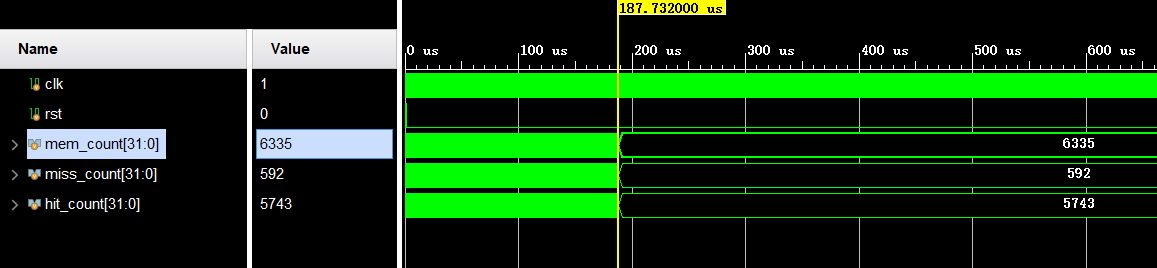 187.732000 us
Name Value
0 us 100 us 200 us 300 us 400 us 500 us 600 us
clk 1
rst 0
mem_count[31:0] 6335 6335
miss_count[31:0] 592 592
hit_count[31:0] 5743 5743